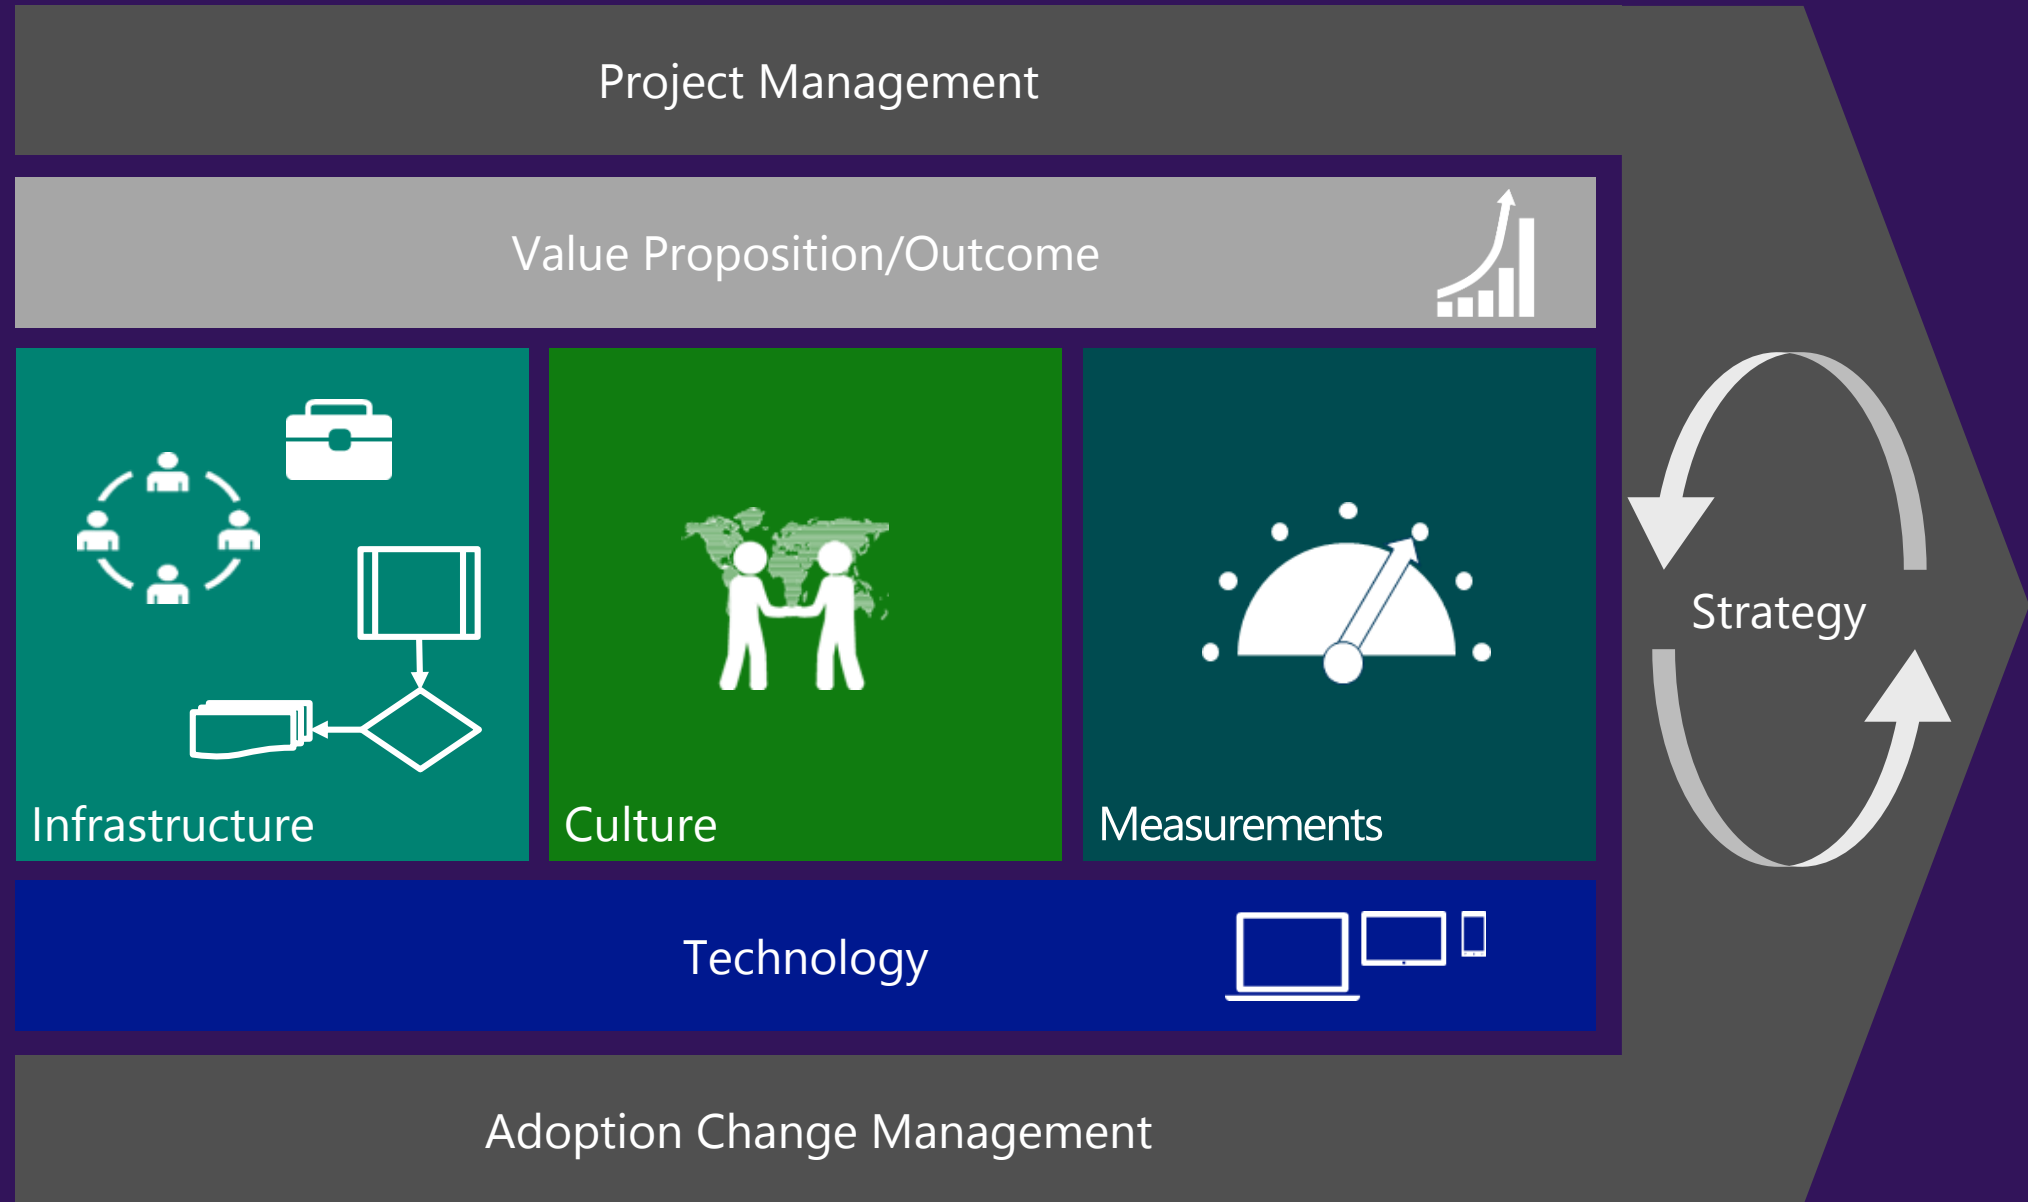 Project Management
Value Proposition/Outcome
Infrastructure
Culture
Measurements
Strategy
Technology
Adoption Change Management